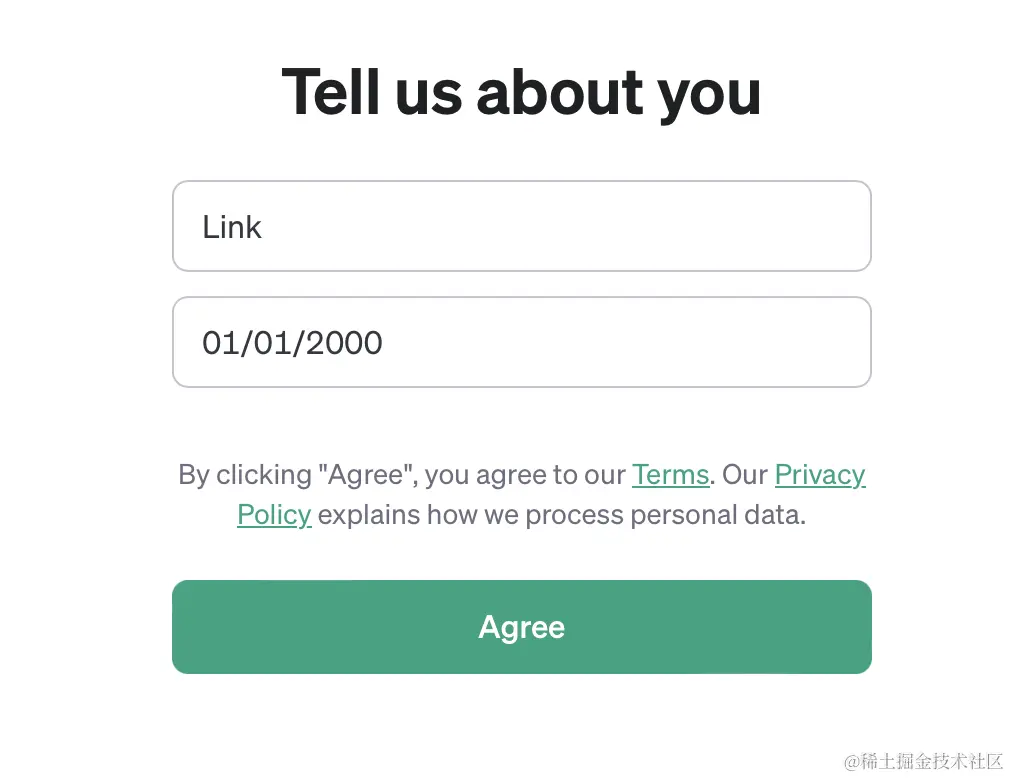 Tell us about you
Link
01/01/2000
By clicking "Agree", you agree to our Terms. Our Privacy
Policy explains how we process personal data.
Agree
@稀土掘金技术社区